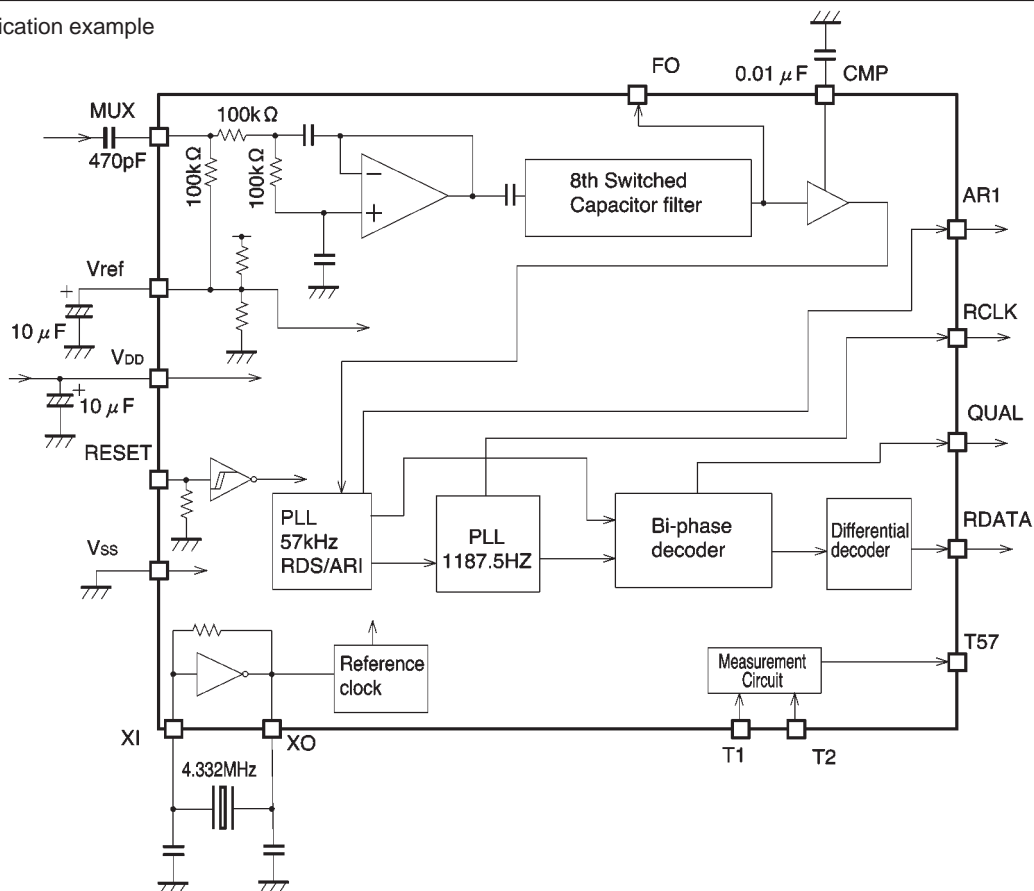 ication example
FO
0.01 μF
CMP
MUX
100kΩ
470pF
100kΩ
100kΩ
8th Switched
Capacitor filter
AR1
Vref
10 μF
RCLK
VDD
10 μF
QUAL
RESET
PLL
57kHz
RDS/ARI
PLL
1187.5HZ
Bi-phase
decoder
Differential
decoder
RDATA
VSS
T57
Reference
clock
Measurement
Circuit
XI
XO
T1
T2
4.332MHz